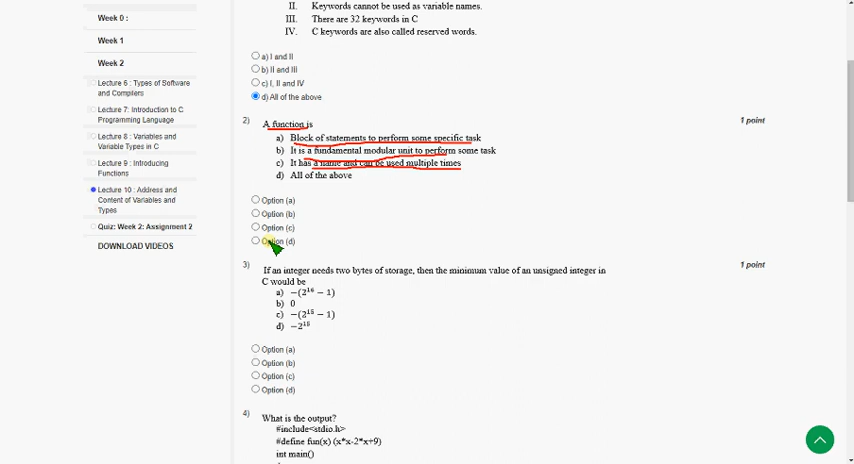 Week 0 :
Week 1
Week 2
Lecture 6 : Types of Software
and Compilers
Lecture 7: Introduction to C
Programming Language
Lecture 8 : Variables and
Variable Types in C
Lecture 9 : Introducing
Functions
Lecture 10 : Address and
Content of Variables and
Types
Quiz: Week 2: Assignment 2
DOWNLOAD VIDEOS
II. Keywords cannot be used as variable names.
III. There are 32 keywords in C
IV. C keywords are also called reserved words.
a) I and II
b) II and III
c) I, II and IV
d) All of the above
2) A function is 1 point
a) Block of statements to perform some specific task
b) It is a fundamental modular unit to perform some task
c) It has a name and can be used multiple times
d) All of the above
Option (a)
Option (b)
Option (c)
Option (d)
3) If an integer needs two bytes of storage, then the minimum value of an unsigned integer in 1 point
C would be
a) −(2¹⁶ − 1)
b) 0
c) −(2¹⁵ − 1)
d) −2¹⁵
Option (a)
Option (b)
Option (c)
Option (d)
4) What is the output?
#include<stdio.h>
#define fun(x) (x*x-2*x+9)
int main()